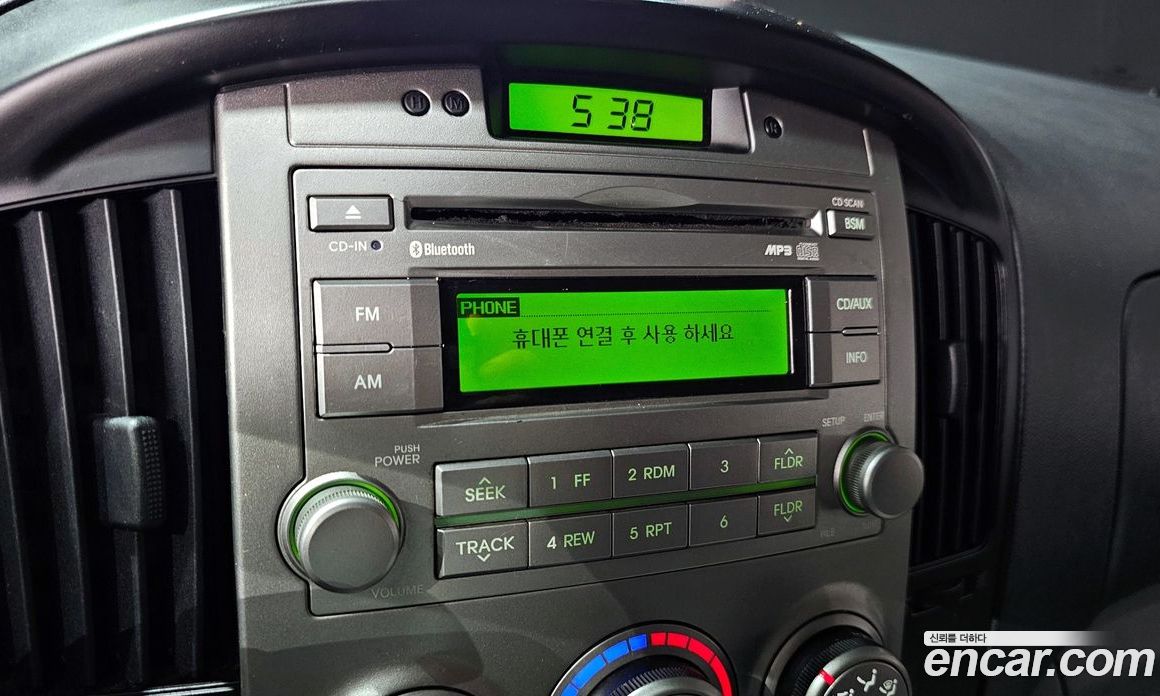 H M
5 38
R
CD SCAN
BSM
CD-IN
Bluetooth
MP3
FM
AM
PHONE
휴대폰 연결 후 사용 하세요
CD/AUX
INFO
PUSH
POWER
VOLUME
SETUP ENTER
SEEK
1 FF
2 RDM
3
FLDR
TRACK
4 REW
5 RPT
6
FLDR
FILE
신뢰를 더하다
encar.com